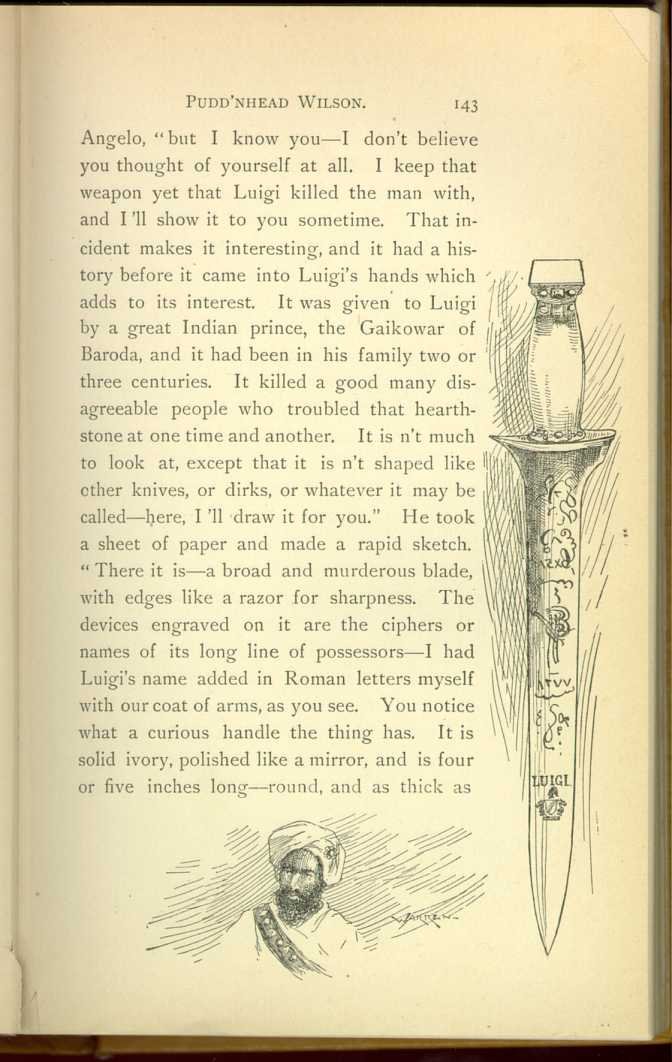 PUDD'NHEAD WILSON. 143
Angelo, “but I know you—I don't believe
you thought of yourself at all. I keep that
weapon yet that Luigi killed the man with,
and I 'll show it to you sometime. That in-
cident makes it interesting, and it had a his-
tory before it came into Luigi's hands which
adds to its interest. It was given to Luigi
by a great Indian prince, the Gaikowar of
Baroda, and it had been in his family two or
three centuries. It killed a good many dis-
agreeable people who troubled that hearth-
stone at one time and another. It is n't much
to look at, except that it is n't shaped like
other knives, or dirks, or whatever it may be
called—here, I 'll draw it for you.” He took
a sheet of paper and made a rapid sketch.
“ There it is—a broad and murderous blade,
with edges like a razor for sharpness. The
devices engraved on it are the ciphers or
names of its long line of possessors—I had
Luigi's name added in Roman letters myself
with our coat of arms, as you see. You notice
what a curious handle the thing has. It is
solid ivory, polished like a mirror, and is four
or five inches long—round, and as thick as
LUIGI
WARREN